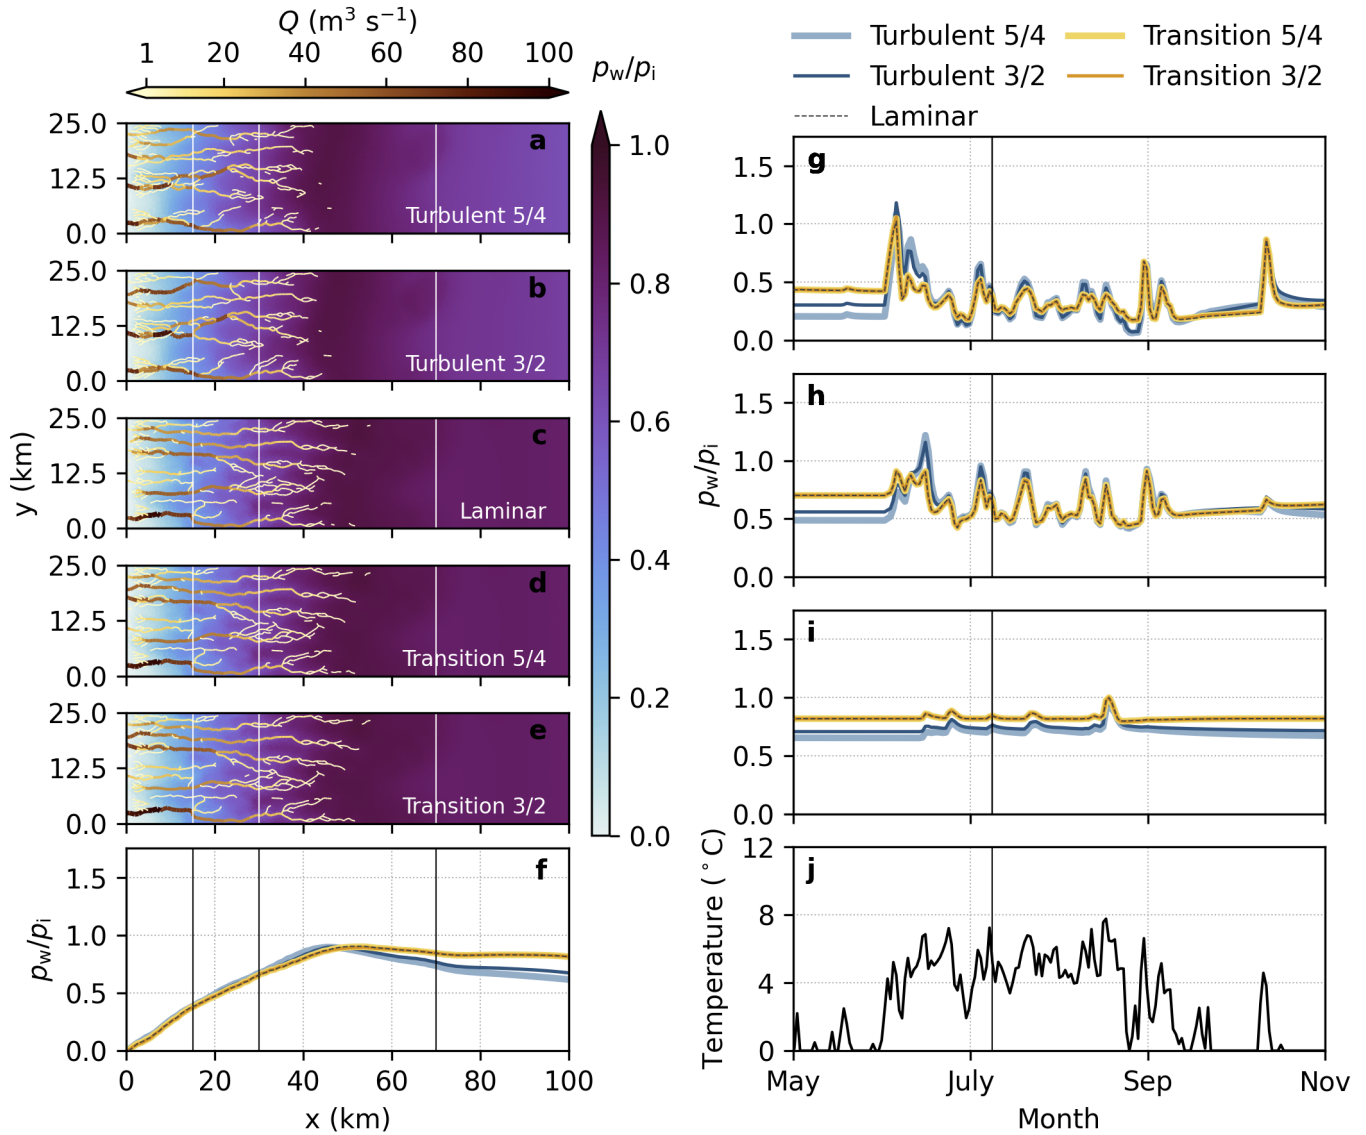 Q (m³ s⁻¹)
1 20 40 60 80 100
p_w/p_i
Turbulent 5/4
Transition 5/4
Turbulent 3/2
Transition 3/2
Laminar
25.0
12.5
0.0
a
Turbulent 5/4
25.0
12.5
0.0
b
Turbulent 3/2
25.0
12.5
0.0
c
Laminar
25.0
12.5
0.0
d
Transition 5/4
25.0
12.5
0.0
e
Transition 3/2
y (km)
1.0
0.8
0.6
0.4
0.2
0.0
f
p_w/p_i
1.5
1.0
0.5
0.0
0 20 40 60 80 100
x (km)
g
1.5
1.0
0.5
0.0
h
p_w/p_i
1.5
1.0
0.5
0.0
i
1.5
1.0
0.5
0.0
j
Temperature (°C)
12
8
4
0
May July Sep Nov
Month